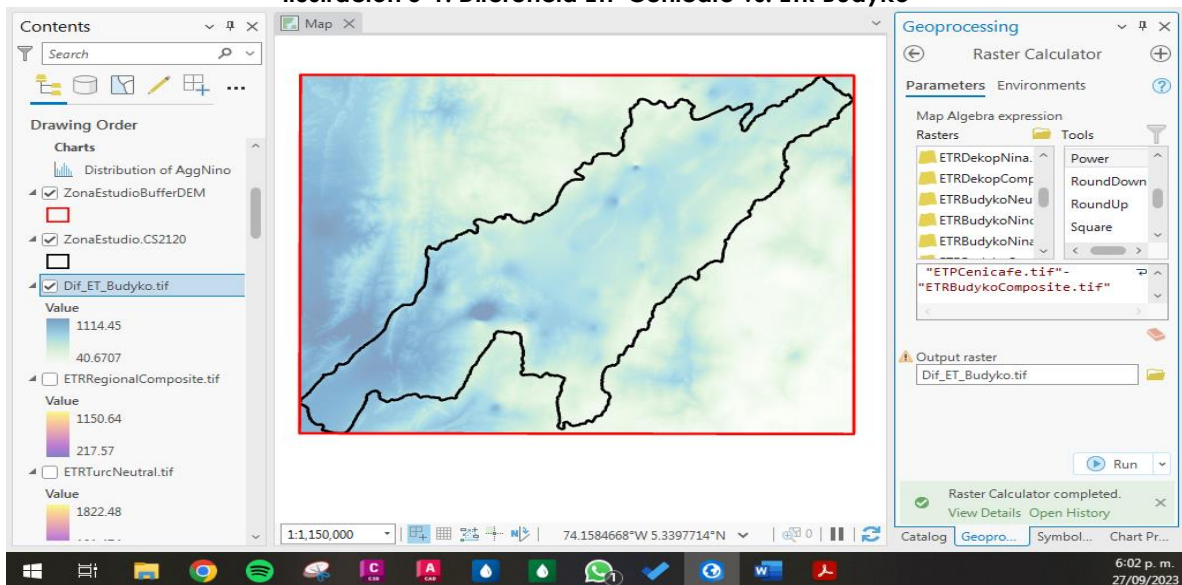 Contents
Search
Drawing Order
Charts
Distribution of AggNino
ZonaEstudioBufferDEM
ZonaEstudio.CS2120
Dif_ET_Budyko.tif
Value
1114.45
40.6707
ETRRegionalComposite.tif
Value
1150.64
217.57
ETRTurcNeutral.tif
Value
1822.48
Map
1:1,150,000
74.1584668°W 5.3397714°N
0
Geoprocessing
Raster Calculator
Parameters Environments
Map Algebra expression
Rasters
Tools
ETRDekopNina.
ETRDekopComp
ETRBudykoNeu
ETRBudykoNinc
ETRBudykoNina
Power
RoundDown
RoundUp
Square
"ETPCenicafe.tif"-
"ETRBudykoComposite.tif"
Output raster
Dif_ET_Budyko.tif
Run
Raster Calculator completed.
View Details Open History
Catalog Geopro... Symbol... Chart Pr...
6:02 p. m.
27/09/2023